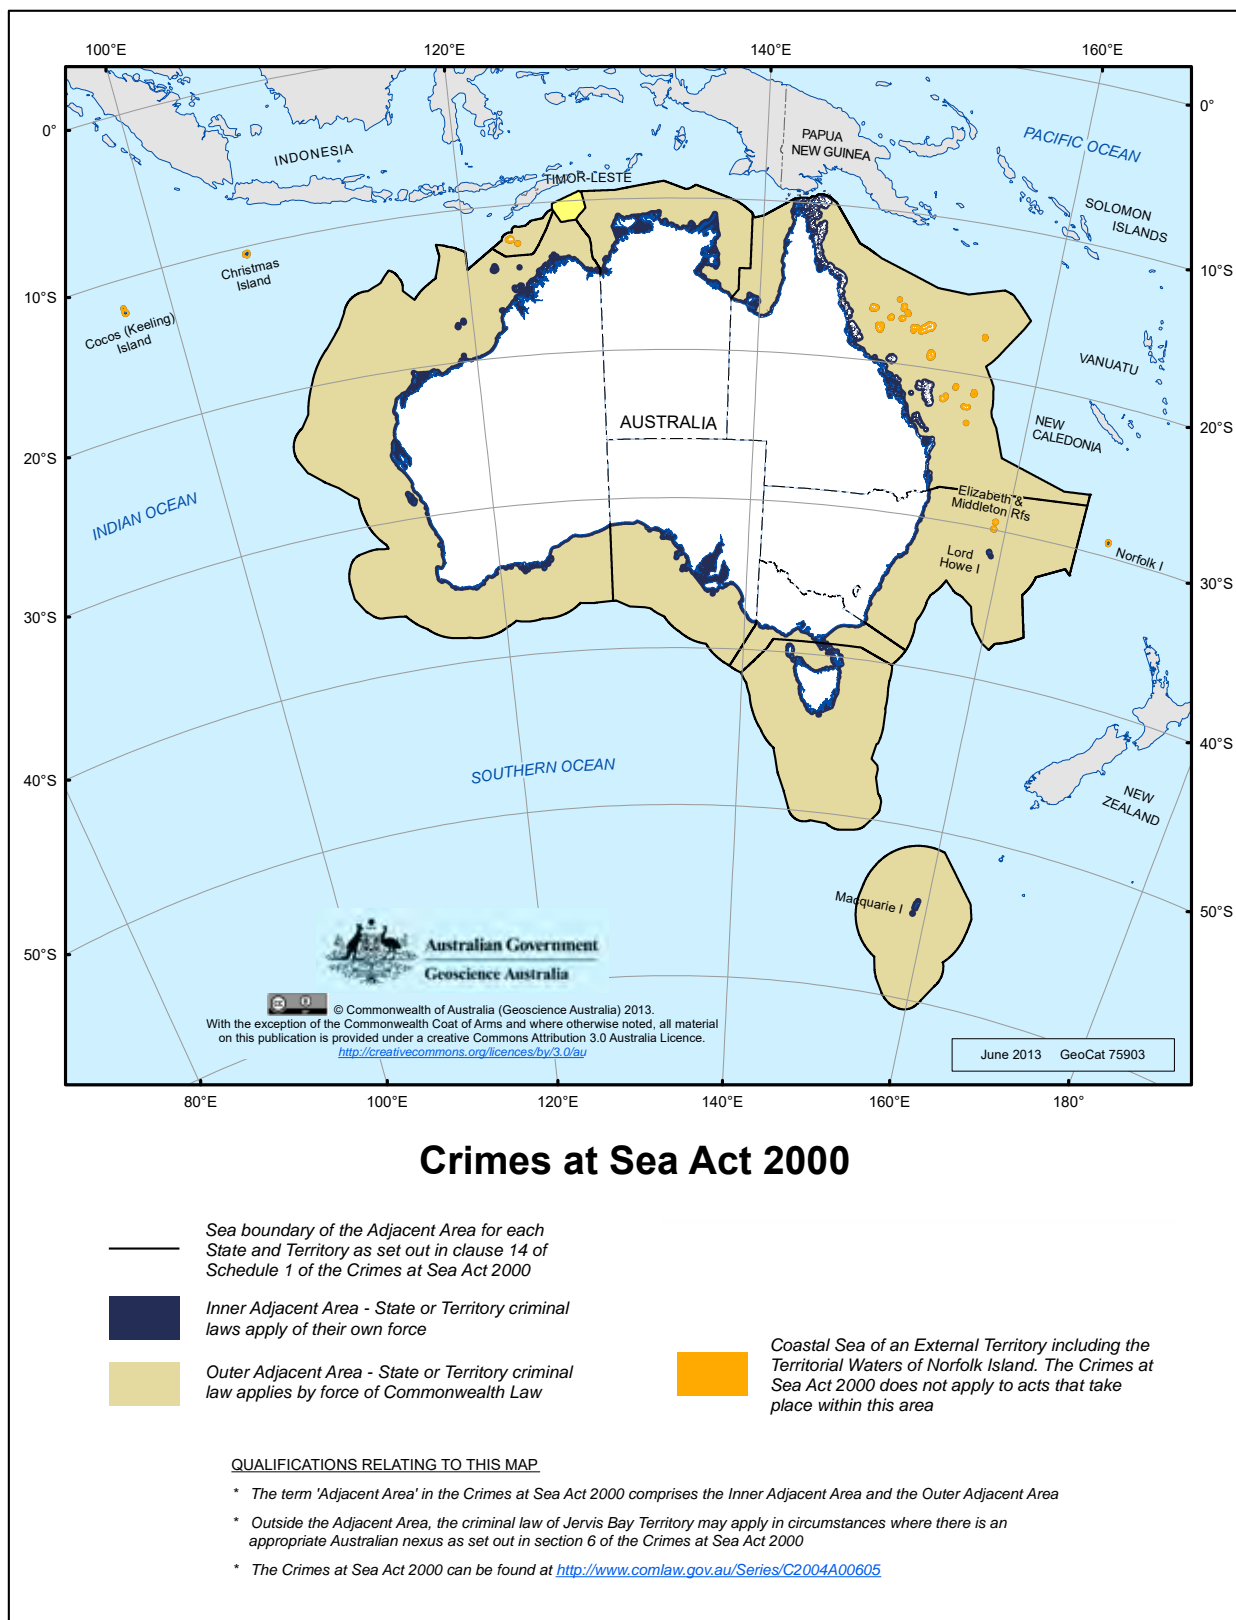 100°E
120°E
140°E
160°E
0°
0°
PAPUA
NEW GUINEA
PACIFIC OCEAN
INDONESIA
TIMOR-LESTE
SOLOMON
ISLANDS
10°S
10°S
Christmas
Island
Cocos (Keeling)
Island
VANUATU
AUSTRALIA
NEW
CALEDONIA
20°S
20°S
INDIAN OCEAN
Elizabeth &
Middleton Rfs
Lord
Howe I
Norfolk I
30°S
30°S
SOUTHERN OCEAN
40°S
40°S
NEW
ZEALAND
Macquarie I
50°S
50°S
Australian Government
Geoscience Australia
© Commonwealth of Australia (Geoscience Australia) 2013.
With the exception of the Commonwealth Coat of Arms and where otherwise noted, all material
on this publication is provided under a creative Commons Attribution 3.0 Australia Licence.
http://creativecommons.org/licences/by/3.0/au
June 2013 GeoCat 75903
80°E
100°E
120°E
140°E
160°E
180°
Crimes at Sea Act 2000
Sea boundary of the Adjacent Area for each
State and Territory as set out in clause 14 of
Schedule 1 of the Crimes at Sea Act 2000
Inner Adjacent Area - State or Territory criminal
laws apply of their own force
Outer Adjacent Area - State or Territory criminal
law applies by force of Commonwealth Law
Coastal Sea of an External Territory including the
Territorial Waters of Norfolk Island. The Crimes at
Sea Act 2000 does not apply to acts that take
place within this area
QUALIFICATIONS RELATING TO THIS MAP
* The term 'Adjacent Area' in the Crimes at Sea Act 2000 comprises the Inner Adjacent Area and the Outer Adjacent Area
* Outside the Adjacent Area, the criminal law of Jervis Bay Territory may apply in circumstances where there is an
appropriate Australian nexus as set out in section 6 of the Crimes at Sea Act 2000
* The Crimes at Sea Act 2000 can be found at http://www.comlaw.gov.au/Series/C2004A00605